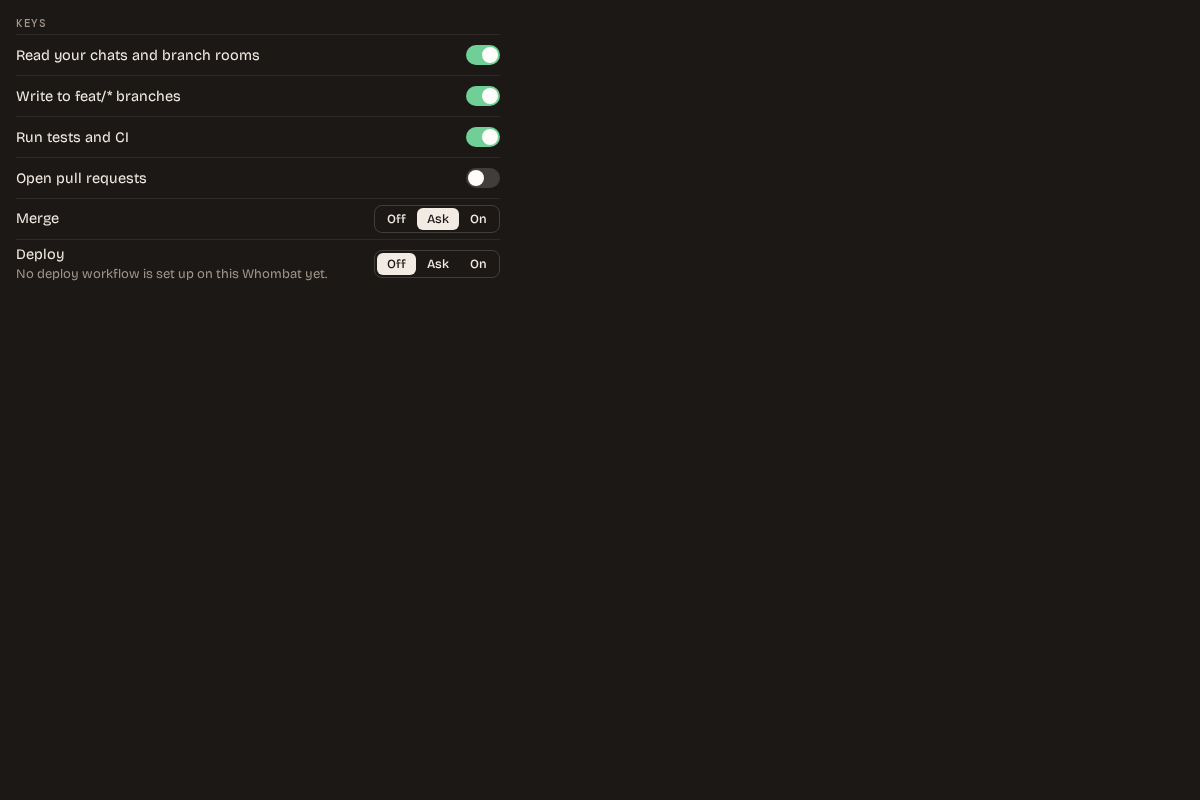 KEYS
Read your chats and branch rooms
Write to feat/* branches
Run tests and CI
Open pull requests
Merge
Off Ask On
Deploy
No deploy workflow is set up on this Whombat yet.
Off Ask On